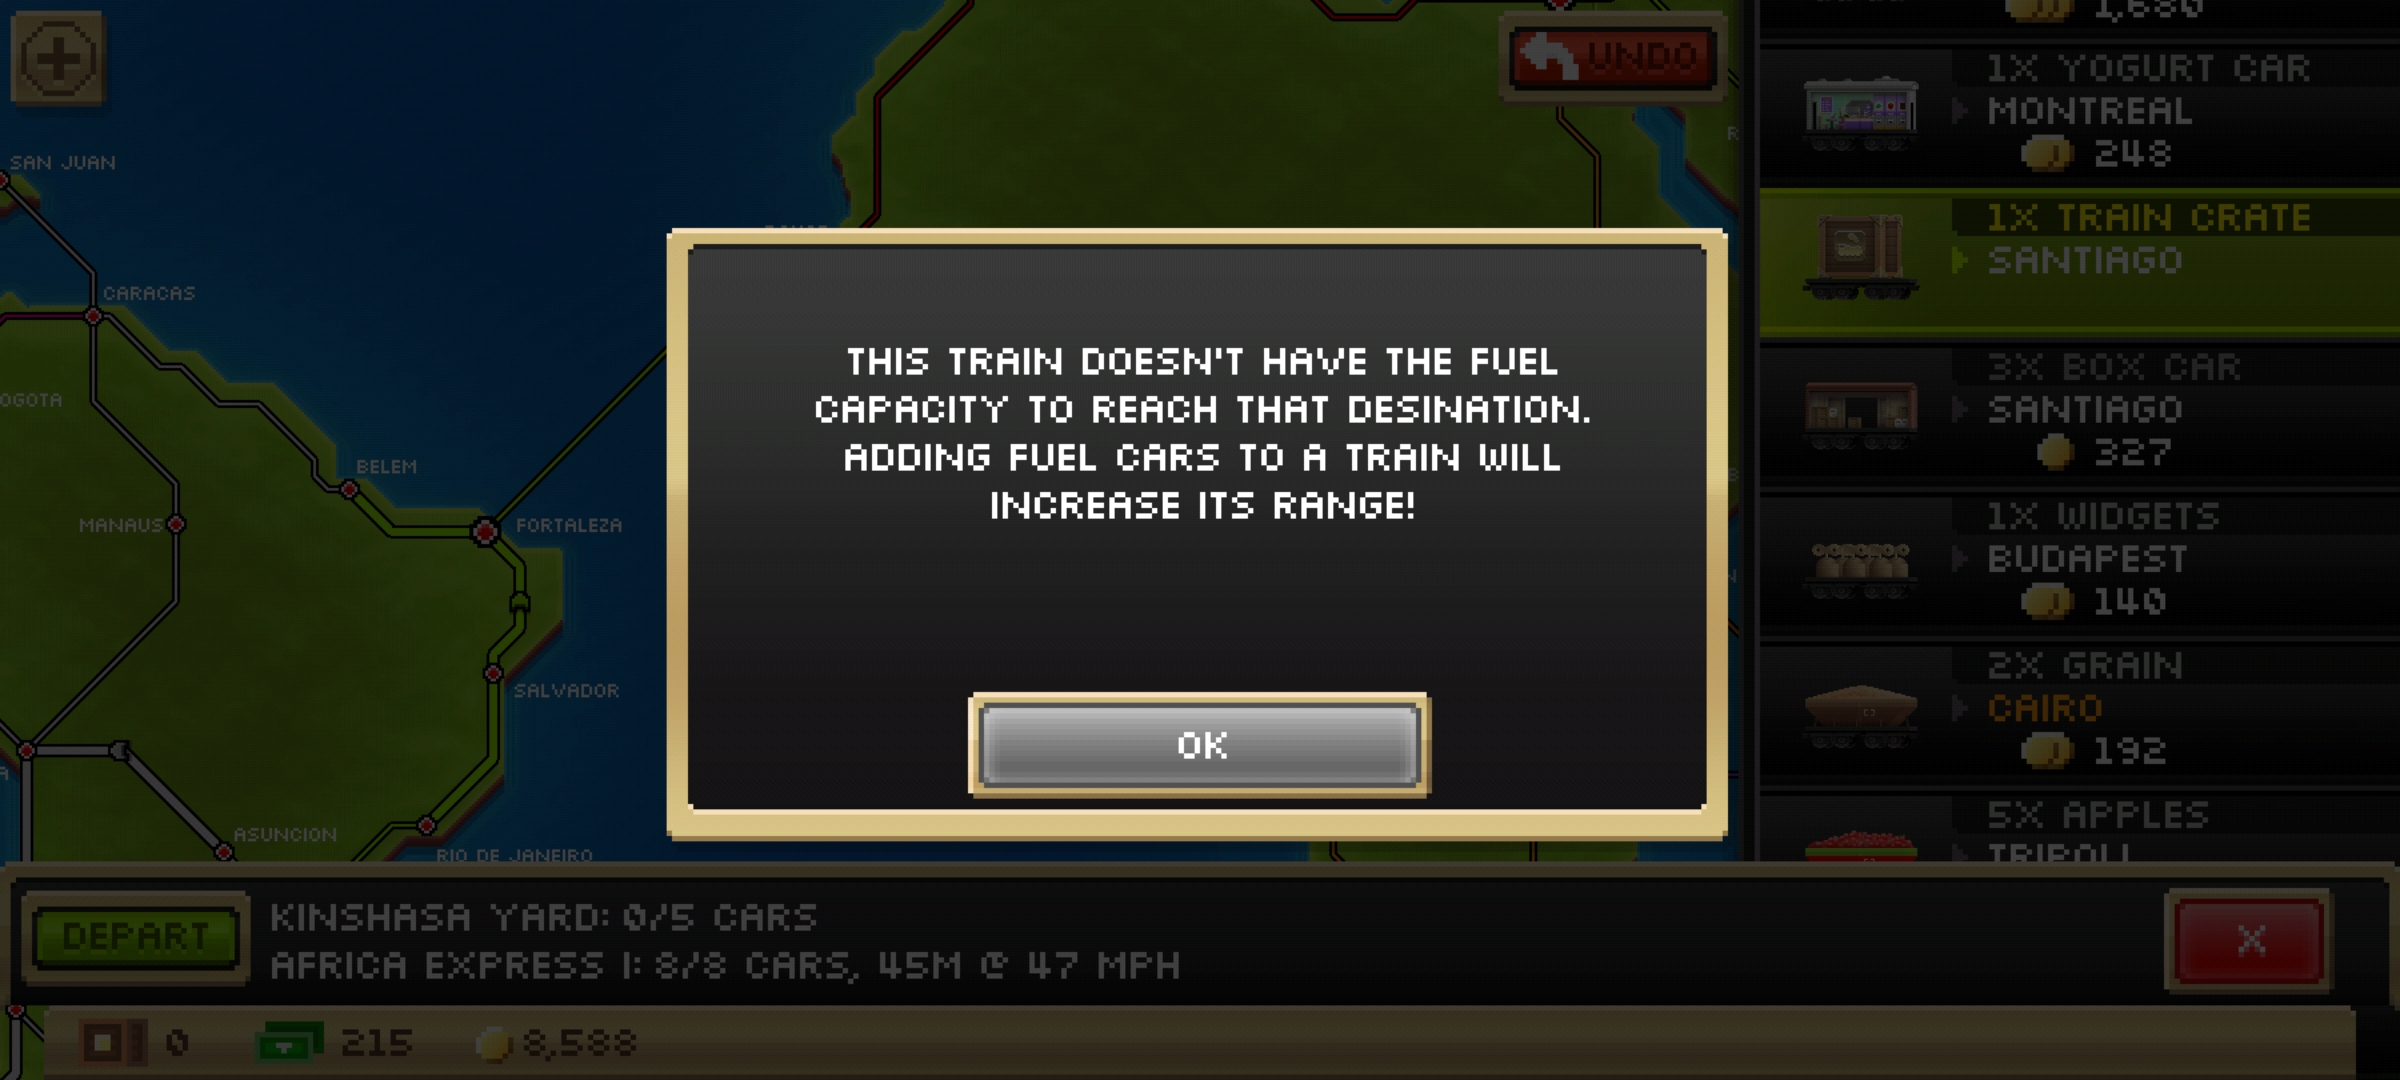 1,680
UNDO
1X YOGURT CAR
MONTREAL
248
SAN JUAN
1X TRAIN CRATE
SANTIAGO
CARACAS
3X BOX CAR
SANTIAGO
327
THIS TRAIN DOESN'T HAVE THE FUEL
CAPACITY TO REACH THAT DESINATION.
ADDING FUEL CARS TO A TRAIN WILL
INCREASE ITS RANGE!
OGOTA
BELEM
MANAUS
FORTALEZA
1X WIDGETS
BUDAPEST
140
SALVADOR
2X GRAIN
CAIRO
192
OK
ASUNCION
RIO DE JANEIRO
5X APPLES
TRIPOLI
DEPART
KINSHASA YARD: 0/5 CARS
AFRICA EXPRESS I: 8/8 CARS, 45M @ 47 MPH
X
0
215
8,588